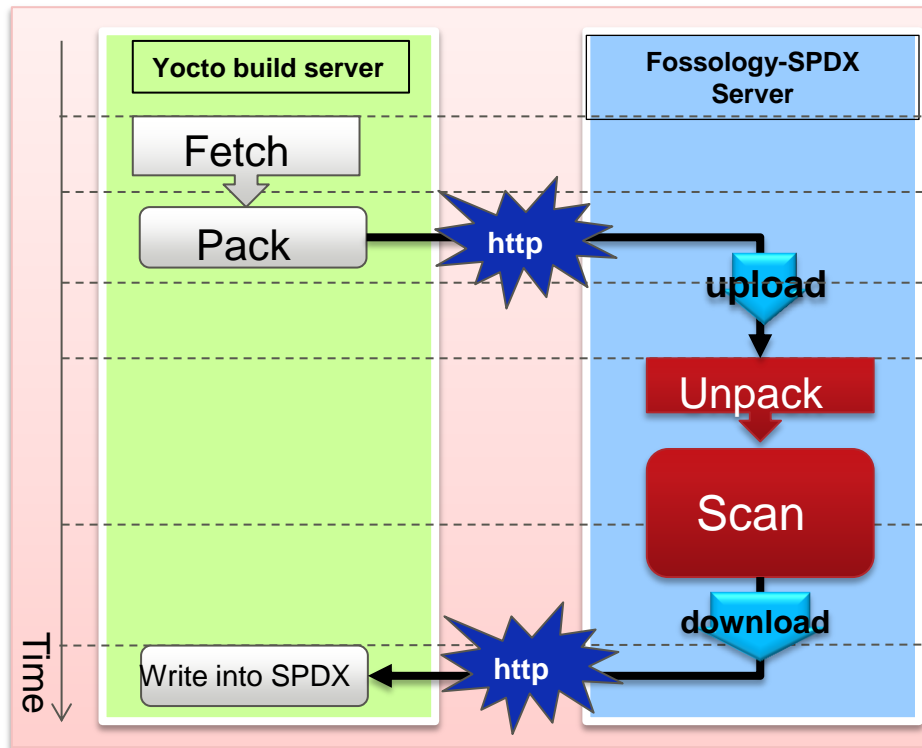 Yocto build server
Fossology-SPDX
Server
Fetch
Pack
http
upload
Unpack
Scan
download
Write into SPDX
http
Time